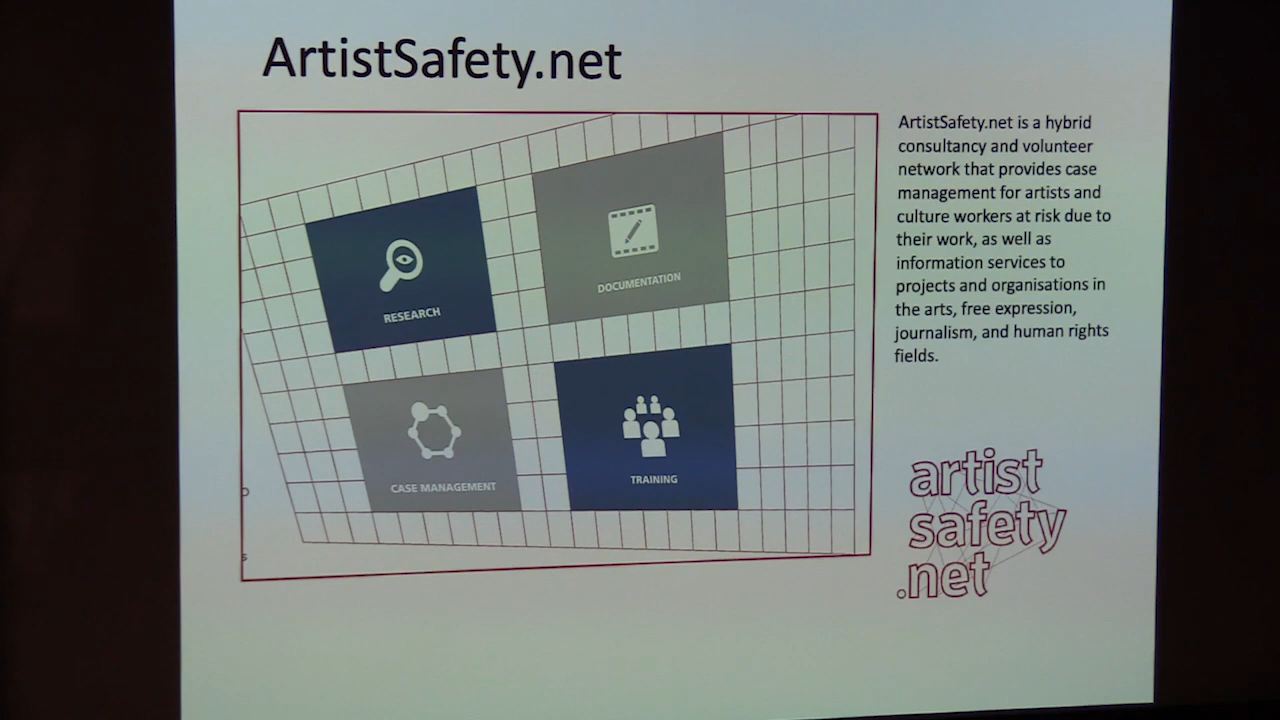 ArtistSafety.net
RESEARCH
DOCUMENTATION
CASE MANAGEMENT
TRAINING
ArtistSafety.net is a hybrid
consultancy and volunteer
network that provides case
management for artists and
culture workers at risk due to
their work, as well as
information services to
projects and organisations in
the arts, free expression,
journalism, and human rights
fields.
artist
safety
.net